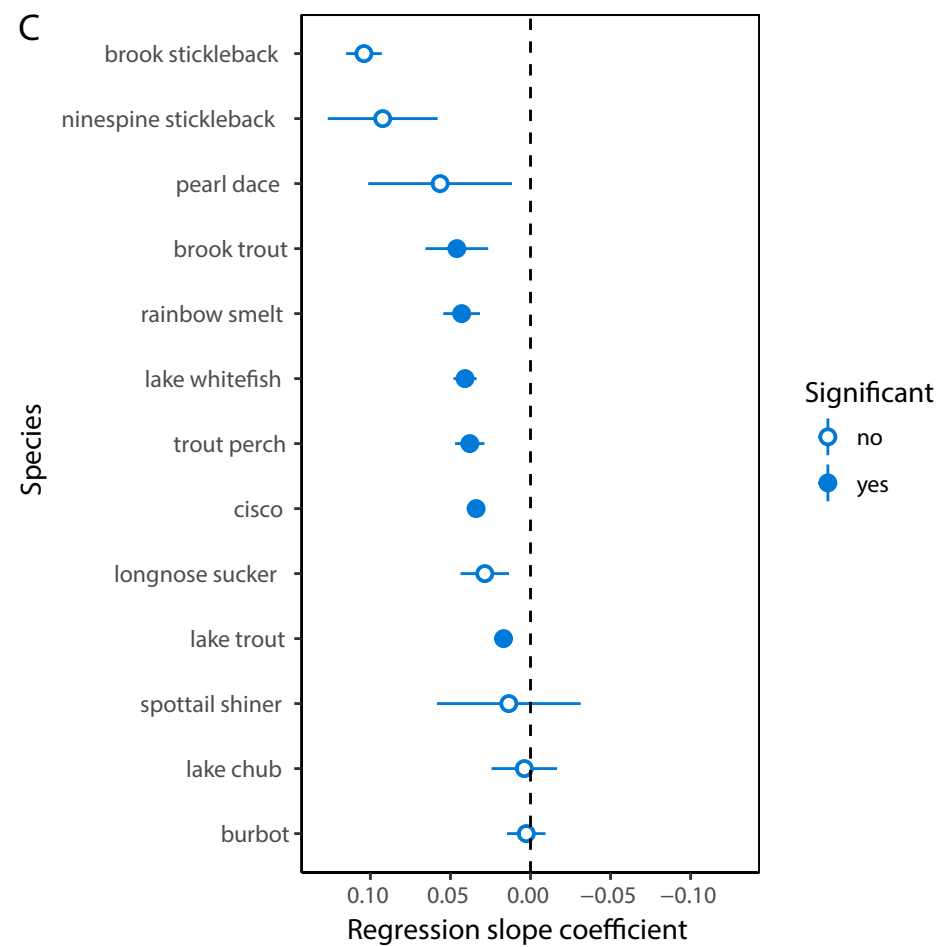 C
brook stickleback
ninespine stickleback
pearl dace
brook trout
rainbow smelt
lake whitefish
trout perch
cisco
longnose sucker
lake trout
spottail shiner
lake chub
burbot
Species
0.10 0.05 0.00 −0.05 −0.10
Regression slope coefficient
Significant
no
yes